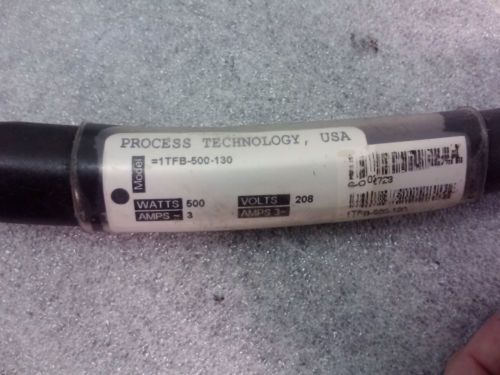 PROCESS TECHNOLOGY, USA
Model =1TFB-500-130
WATTS 500 VOLTS 208
AMPS ~ 3 AMPS 3~
1TFB-500-130